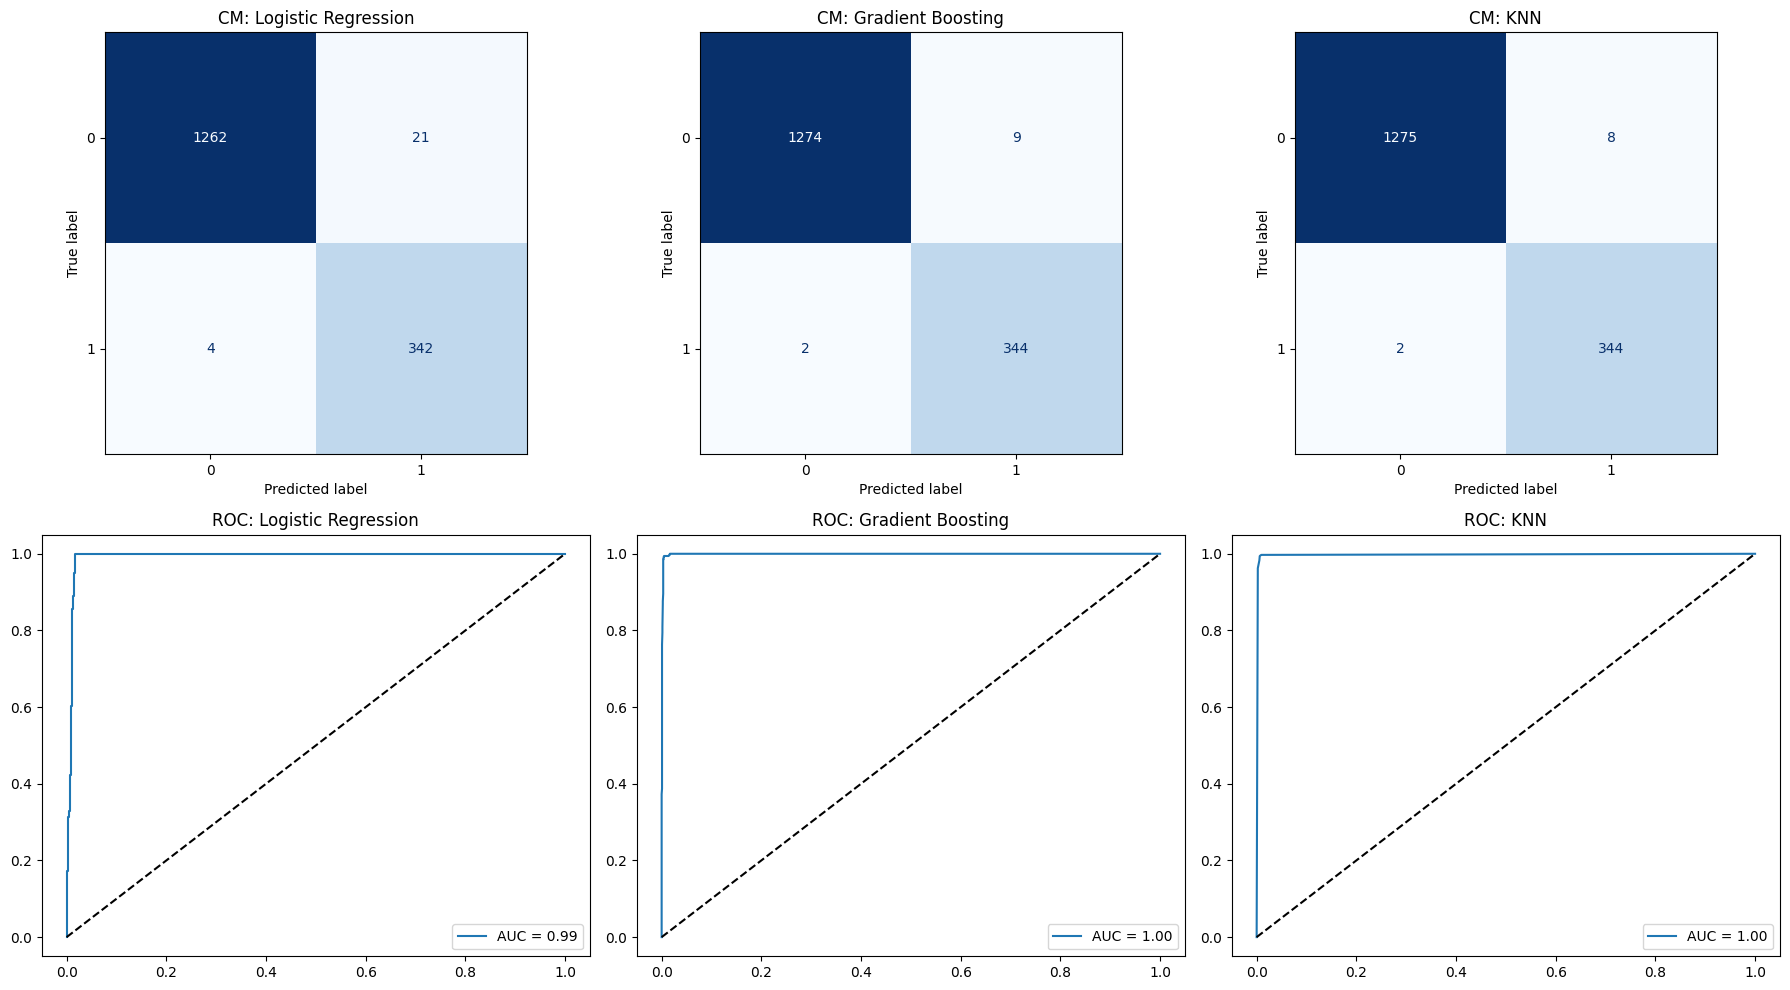 CM: Logistic Regression
0
1262
21
True label
1
4
342
0
1
Predicted label
CM: Gradient Boosting
0
1274
9
True label
1
2
344
0
1
Predicted label
CM: KNN
0
1275
8
True label
1
2
344
0
1
Predicted label
ROC: Logistic Regression
1.0
0.8
0.6
0.4
0.2
0.0
AUC = 0.99
0.0 0.2 0.4 0.6 0.8 1.0
ROC: Gradient Boosting
1.0
0.8
0.6
0.4
0.2
0.0
AUC = 1.00
0.0 0.2 0.4 0.6 0.8 1.0
ROC: KNN
1.0
0.8
0.6
0.4
0.2
0.0
AUC = 1.00
0.0 0.2 0.4 0.6 0.8 1.0